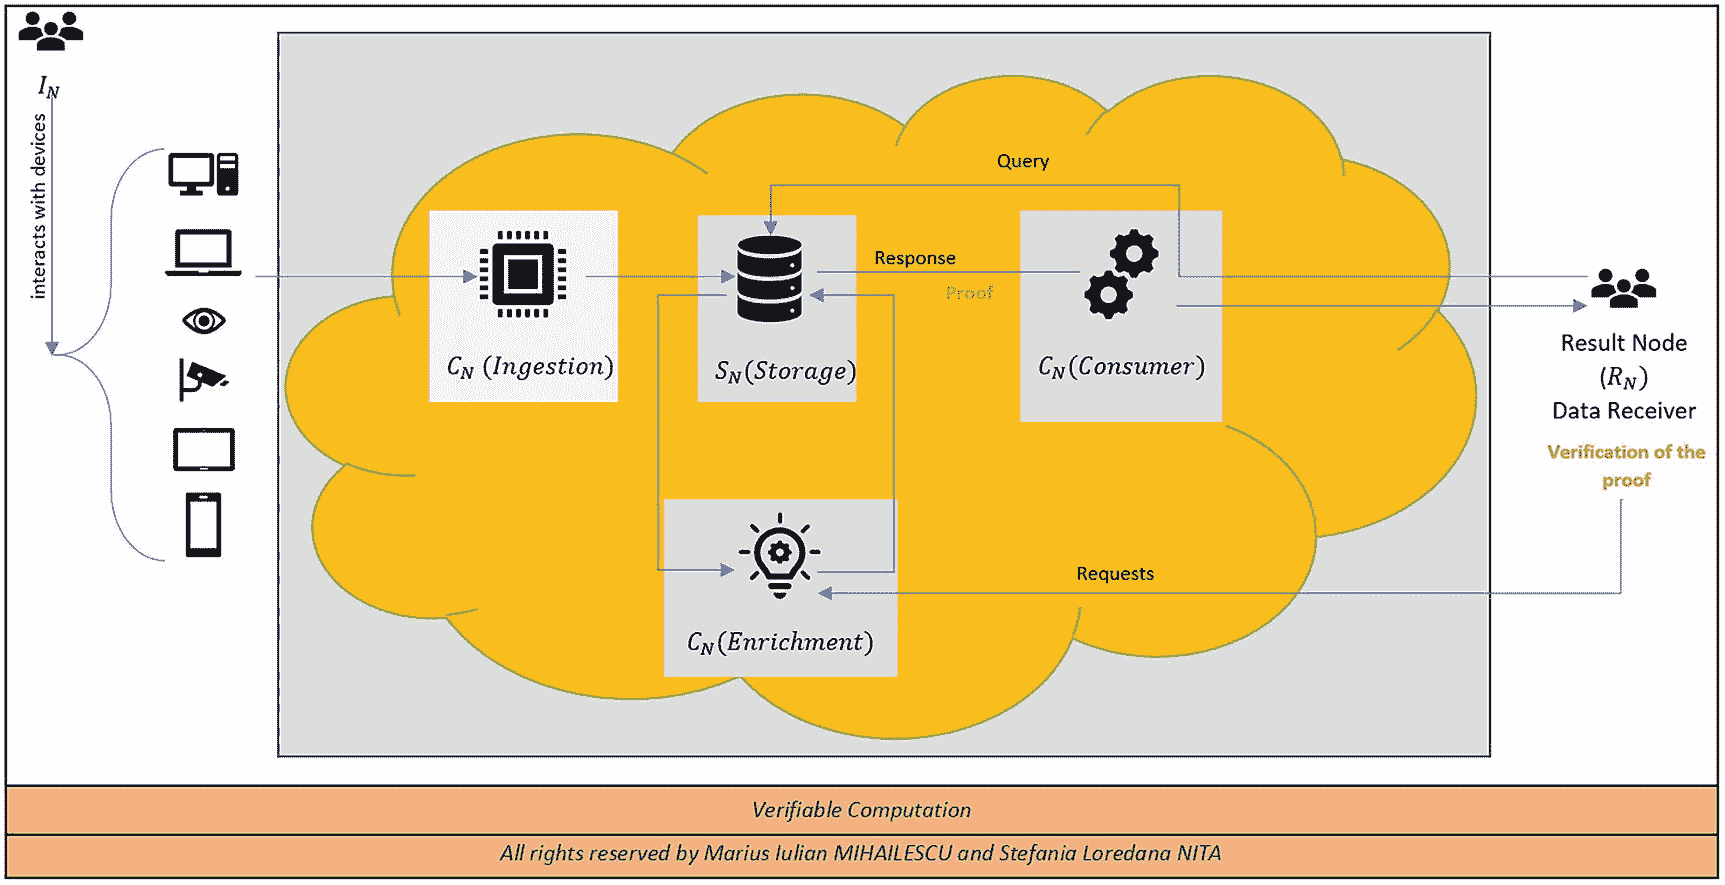 I_N
interacts with devices
Query
Response
Proof
C_N (Ingestion)
S_N(Storage)
C_N(Consumer)
Result Node
(R_N)
Data Receiver
Verification of the
proof
Requests
C_N(Enrichment)
Verifiable Computation
All rights reserved by Marius Iulian MIHAILESCU and Stefania Loredana NITA